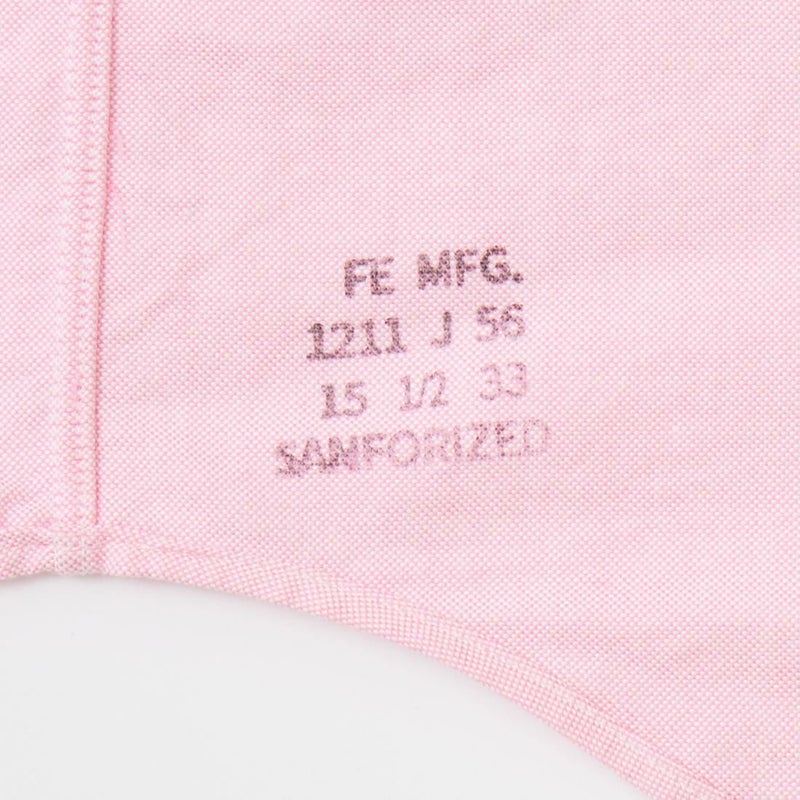 FE MFG.
1211 J 56
15 1/2 33
SANFORIZED